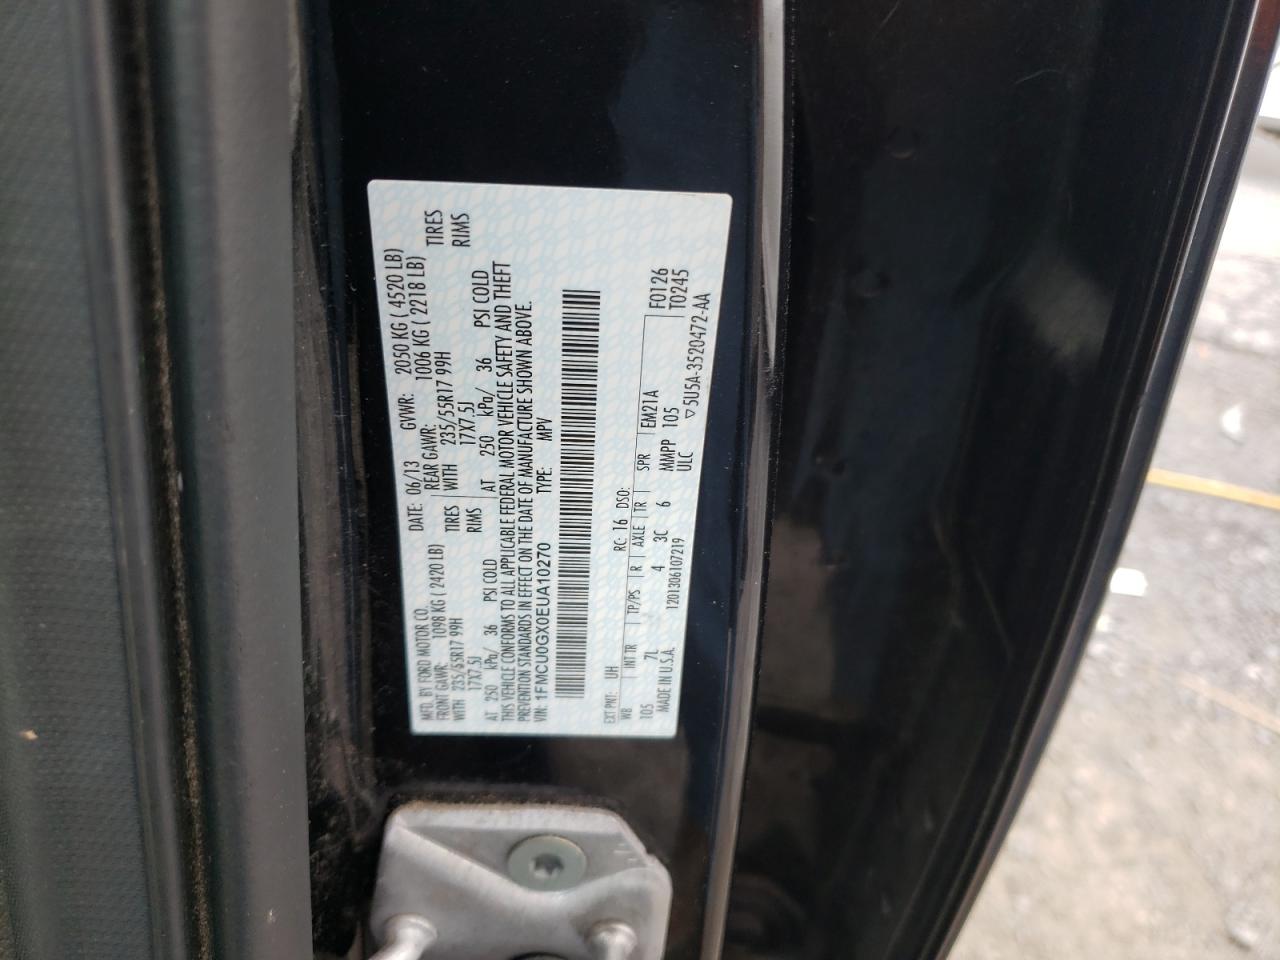 MFD. BY FORD MOTOR CO.
DATE: 06/13 GVWR: 2050 KG ( 4520 LB)
FRONT GAWR: 1098 KG ( 2420 LB) REAR GAWR: 1006 KG ( 2218 LB)
WITH 235/55R17 99H TIRES WITH 235/55R17 99H TIRES
17X7.5J RIMS 17X7.5J RIMS
AT 250 kPa/ 36 PSI COLD AT 250 kPa/ 36 PSI COLD
THIS VEHICLE CONFORMS TO ALL APPLICABLE FEDERAL MOTOR VEHICLE SAFETY AND THEFT
PREVENTION STANDARDS IN EFFECT ON THE DATE OF MANUFACTURE SHOWN ABOVE.
VIN: 1FMCU0GX0EUA10270 TYPE: MPV
EXT PNT: UH RC: 16 DSO: F0126
WB INT TR TP/PS R AXLE TR SPR EM21A T0245
105 7L 4 3C 6 MMPP 105
MADE IN U.S.A. 1201306107219 ULC ▽5U5A-3520472-AA